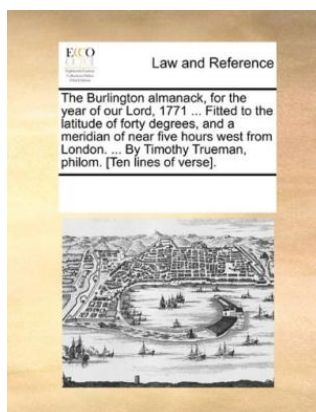 ECCO
Law and Reference
The Burlington almanack, for the
year of our Lord, 1771 ... Fitted to the
latitude of forty degrees, and a
meridian of near five hours west from
London. ... By Timothy Trueman,
philom. [Ten lines of verse].